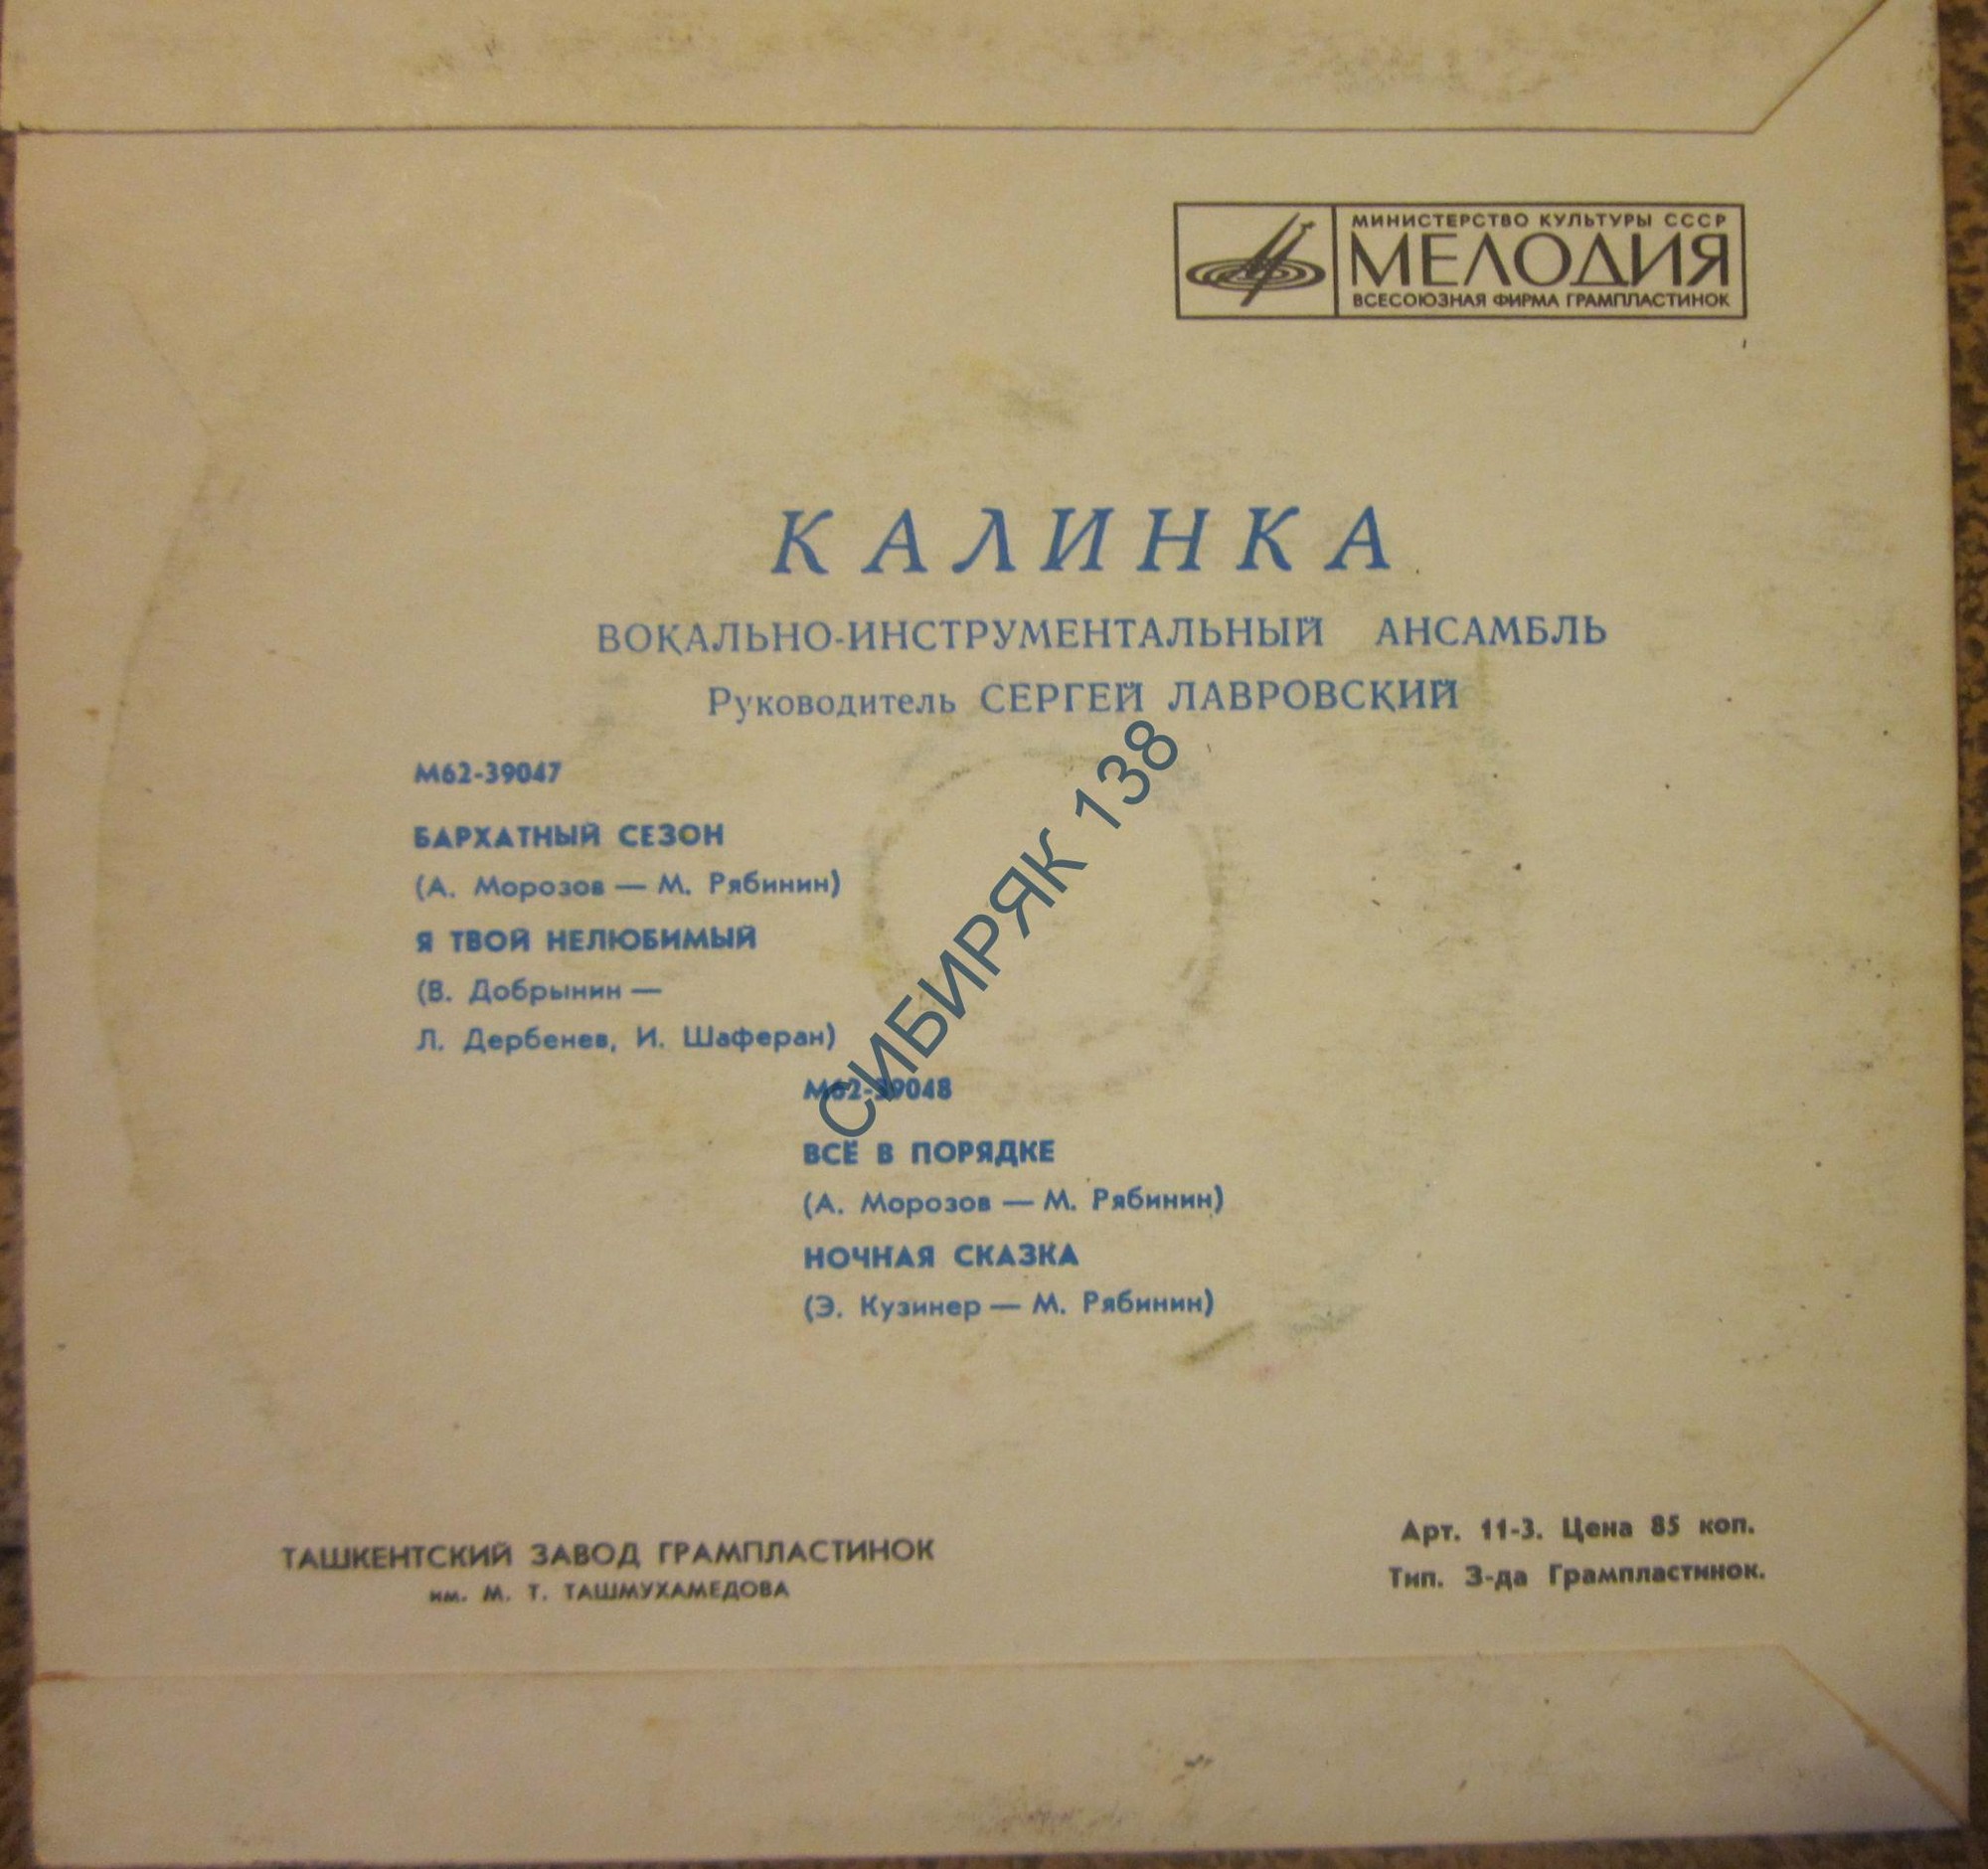 МИНИСТЕРСТВО КУЛЬТУРЫ СССР
МЕЛОДИЯ
ВСЕСОЮЗНАЯ ФИРМА ГРАМПЛАСТИНОК
КАЛИНКА
ВОКАЛЬНО-ИНСТРУМЕНТАЛЬНЫЙ АНСАМБЛЬ
Руководитель СЕРГЕЙ ЛАВРОВСКИЙ
М62-39047
БАРХАТНЫЙ СЕЗОН
(А. Морозов — М. Рябинин)
Я ТВОЙ НЕЛЮБИМЫЙ
(В. Добрынин —
Л. Дербенев, И. Шаферан)
М62-39048
ВСЁ В ПОРЯДКЕ
(А. Морозов — М. Рябинин)
НОЧНАЯ СКАЗКА
(Э. Кузинер — М. Рябинин)
СИБИРЯК 138
ТАШКЕНТСКИЙ ЗАВОД ГРАМПЛАСТИНОК
им. М. Т. ТАШМУХАМЕДОВА
Арт. 11-3. Цена 85 коп.
Тип. З-да Грампластинок.